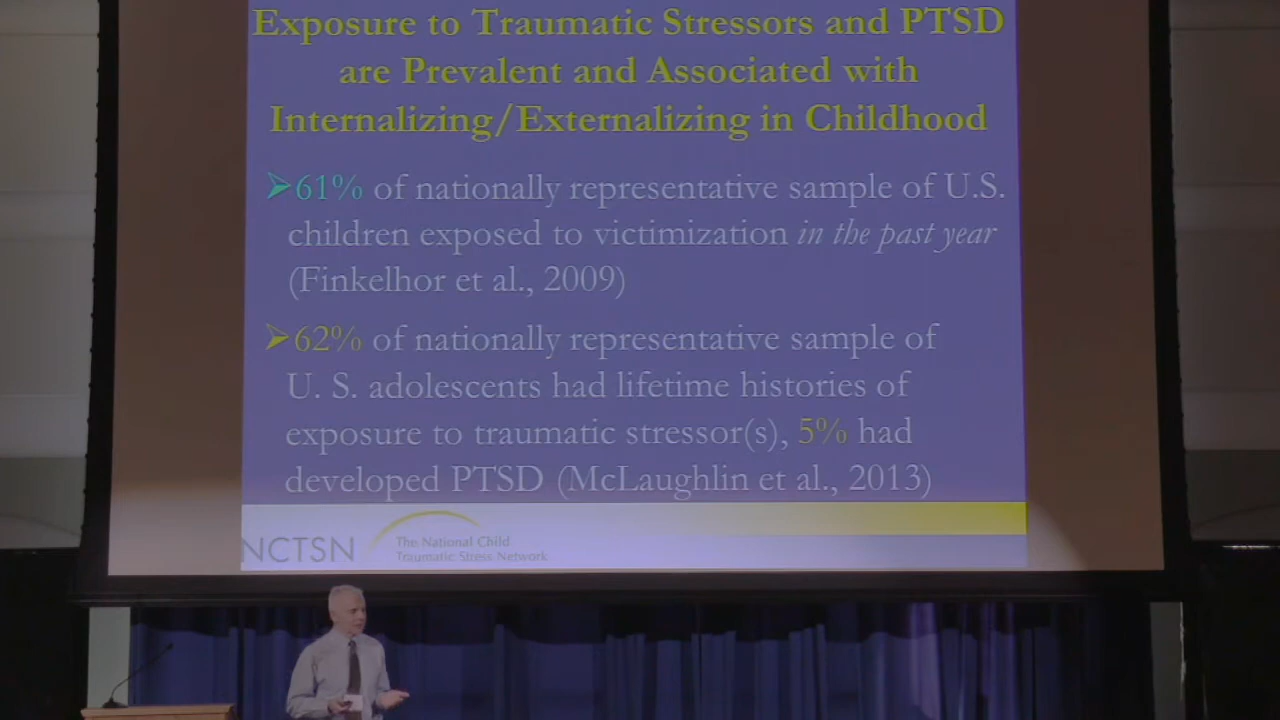 Exposure to Traumatic Stressors and PTSD
are Prevalent and Associated with
Internalizing/Externalizing in Childhood
➢61% of nationally representative sample of U.S.
children exposed to victimization in the past year
(Finkelhor et al., 2009)
➢62% of nationally representative sample of
U. S. adolescents had lifetime histories of
exposure to traumatic stressor(s), 5% had
developed PTSD (McLaughlin et al., 2013)
NCTSN
The National Child
Traumatic Stress Network